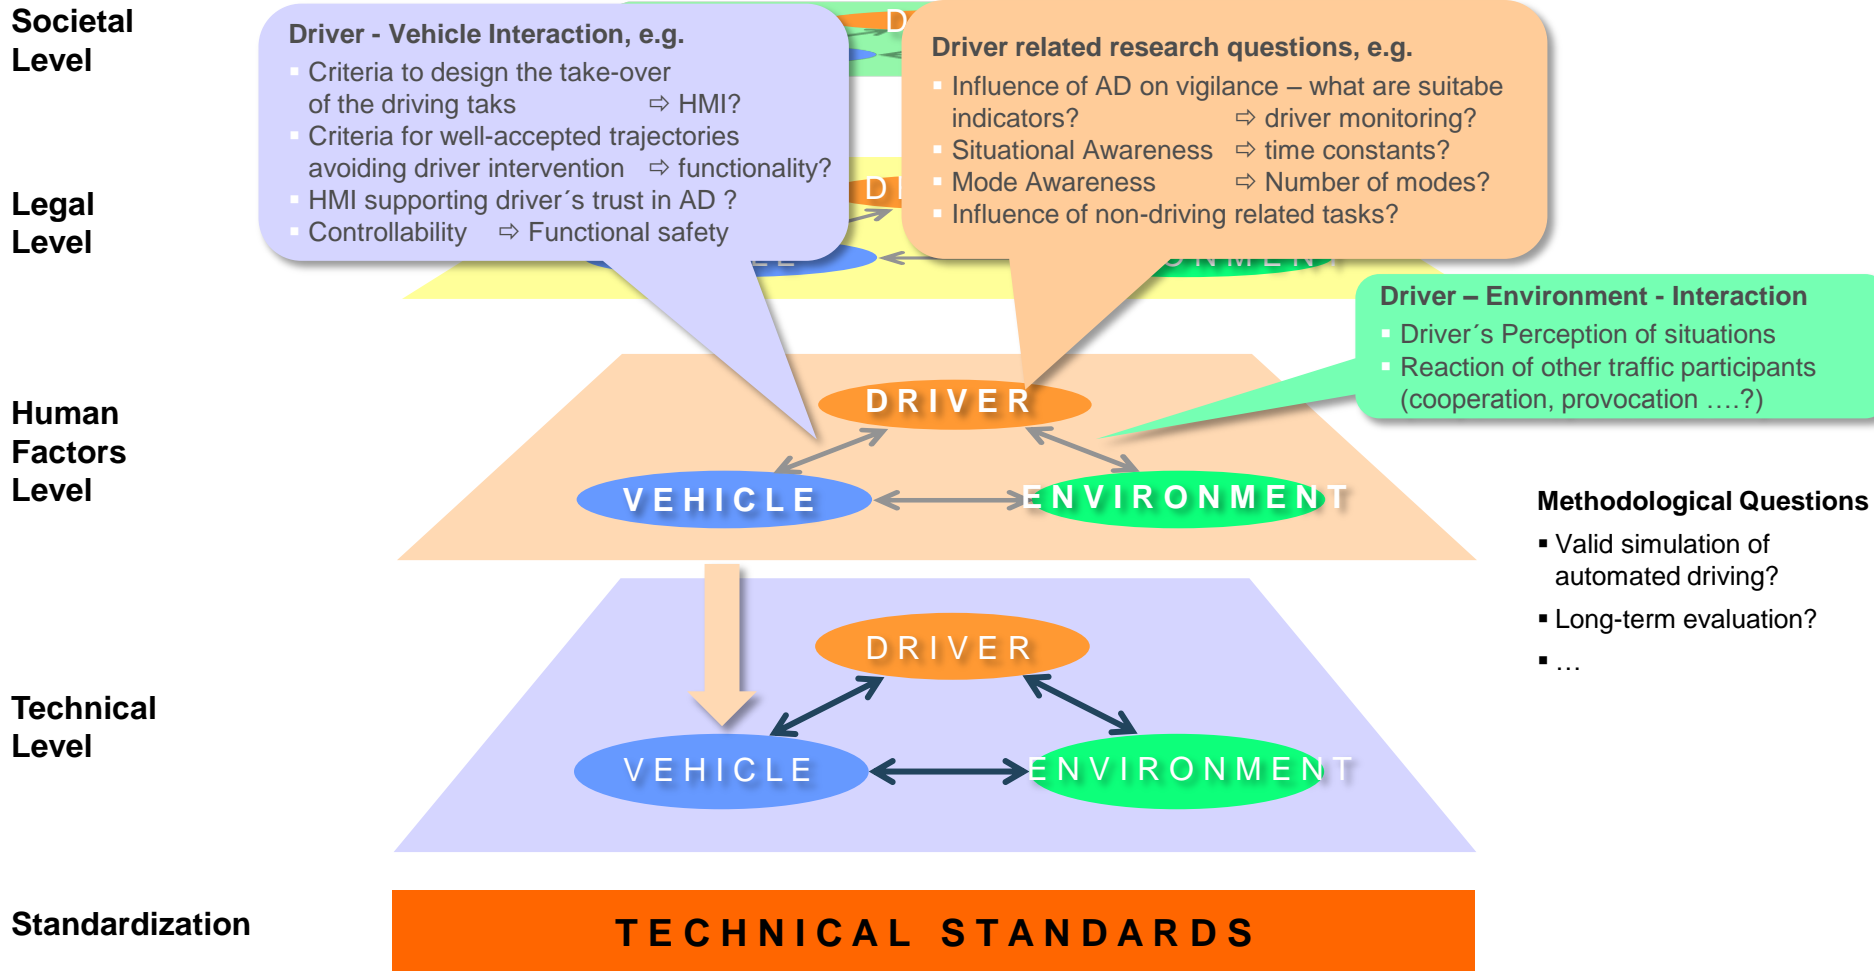 Societal
Level
Driver - Vehicle Interaction, e.g.
▪ Criteria to design the take-over
of the driving taks ⇨ HMI?
▪ Criteria for well-accepted trajectories
avoiding driver intervention ⇨ functionality?
▪ HMI supporting driver´s trust in AD ?
▪ Controllability ⇨ Functional safety
Driver related research questions, e.g.
▪ Influence of AD on vigilance – what are suitabe
indicators? ⇨ driver monitoring?
▪ Situational Awareness ⇨ time constants?
▪ Mode Awareness ⇨ Number of modes?
▪ Influence of non-driving related tasks?
Legal
Level
Driver – Environment - Interaction
▪ Driver´s Perception of situations
▪ Reaction of other traffic participants
(cooperation, provocation ….?)
Human
Factors
Level
DRIVER
VEHICLE
ENVIRONMENT
Methodological Questions
▪ Valid simulation of
automated driving?
▪ Long-term evaluation?
▪ …
Technical
Level
DRIVER
VEHICLE
ENVIRONMENT
Standardization
TECHNICAL STANDARDS